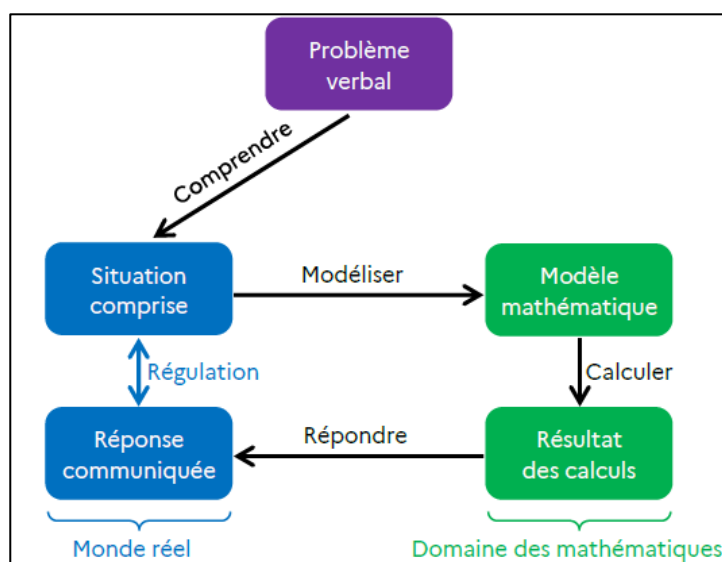 Problème
verbal
Comprendre
Situation
comprise
Modéliser
Modèle
mathématique
Régulation
Calculer
Réponse
communiquée
Répondre
Résultat
des calculs
Monde réel
Domaine des mathématiques